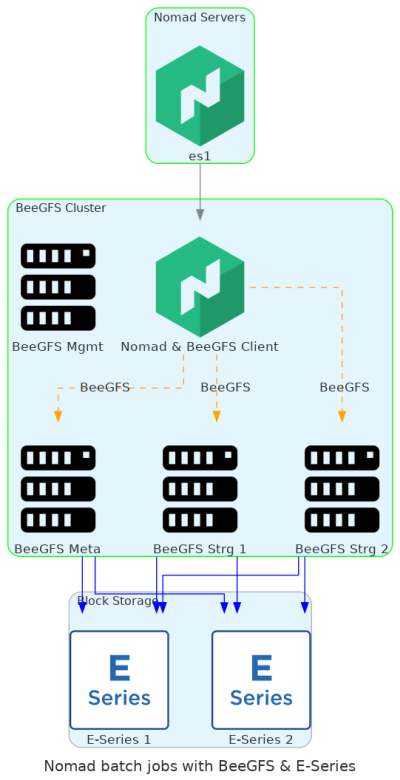 Nomad Servers
es1
BeeGFS Cluster
BeeGFS Mgmt
Nomad & BeeGFS Client
BeeGFS
BeeGFS
BeeGFS
BeeGFS Meta
BeeGFS Strg 1
BeeGFS Strg 2
Block Storage
E
Series
E
Series
E-Series 1
E-Series 2
Nomad batch jobs with BeeGFS & E-Series